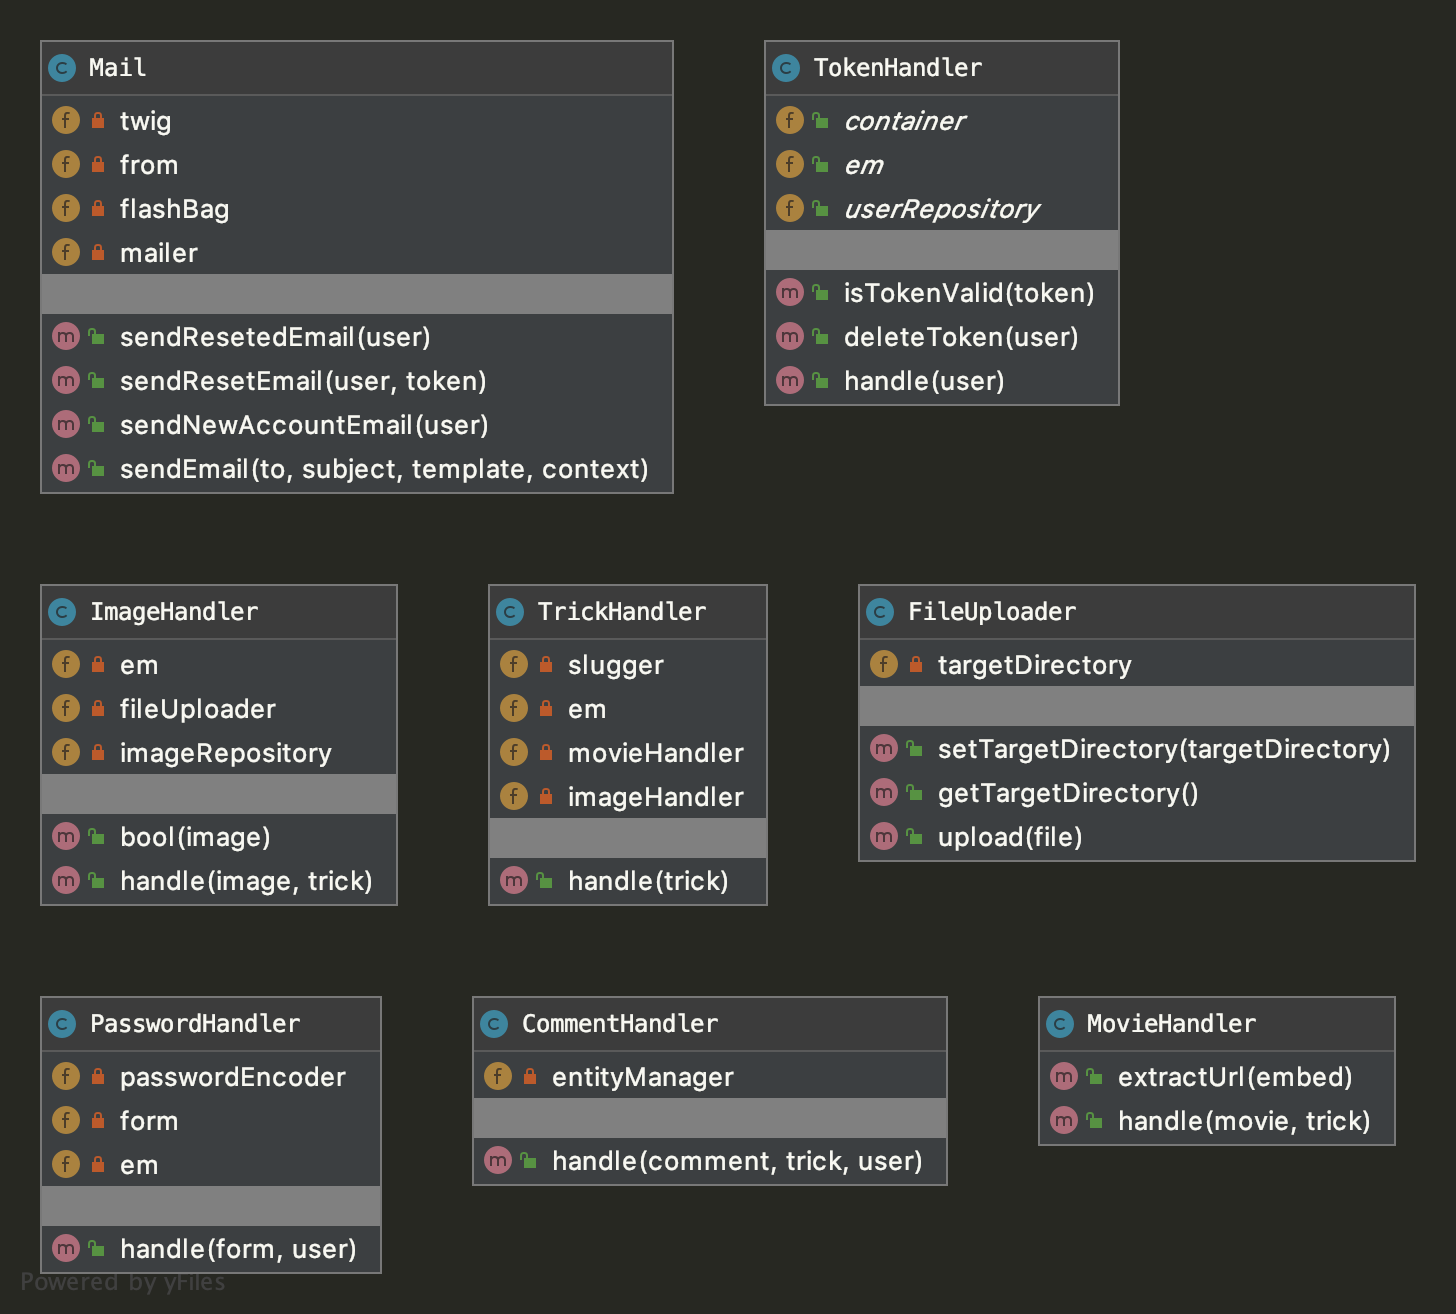 Mail
twig
from
flashBag
mailer
sendResetedEmail(user)
sendResetEmail(user, token)
sendNewAccountEmail(user)
sendEmail(to, subject, template, context)
TokenHandler
container
em
userRepository
isTokenValid(token)
deleteToken(user)
handle(user)
ImageHandler
em
fileUploader
imageRepository
bool(image)
handle(image, trick)
TrickHandler
slugger
em
movieHandler
imageHandler
handle(trick)
FileUploader
targetDirectory
setTargetDirectory(targetDirectory)
getTargetDirectory()
upload(file)
PasswordHandler
passwordEncoder
form
em
handle(form, user)
CommentHandler
entityManager
handle(comment, trick, user)
MovieHandler
extractUrl(embed)
handle(movie, trick)
Powered by yFiles